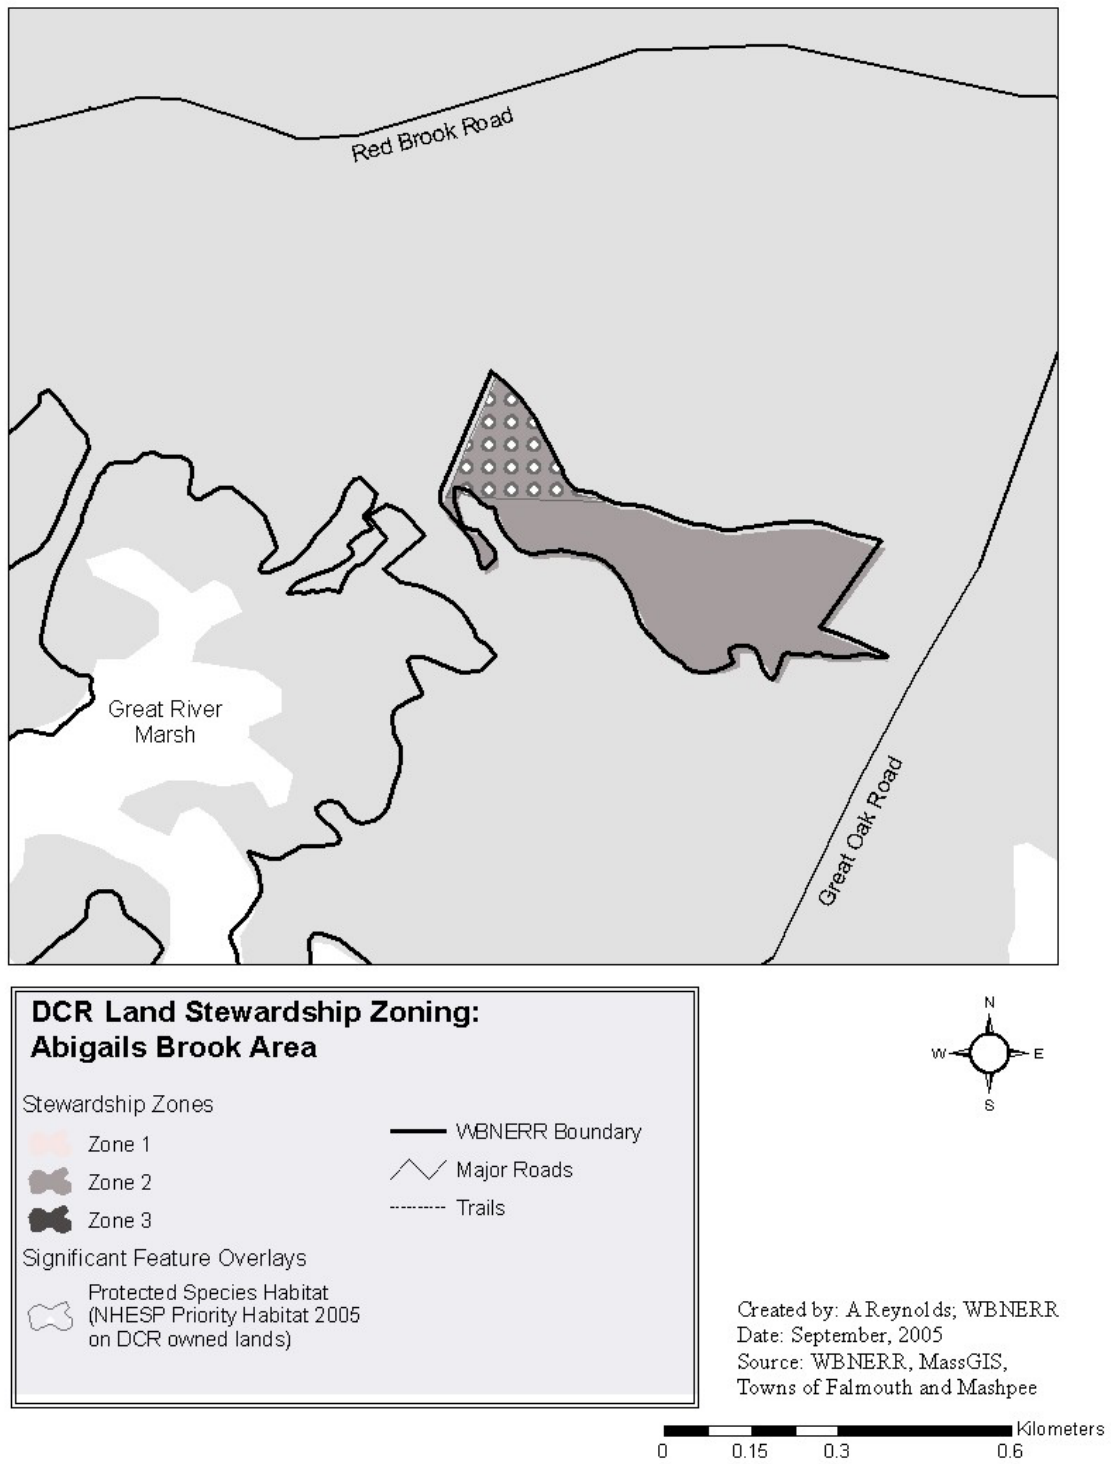 Red Brook Road
Great River
Marsh
Great Oak Road
DCR Land Stewardship Zoning:
Abigails Brook Area
Stewardship Zones
Zone 1
Zone 2
Zone 3
Significant Feature Overlays
Protected Species Habitat
(NHESP Priority Habitat 2005
on DCR owned lands)
WBNERR Boundary
Major Roads
Trails
N
W E
S
Created by: A Reynolds; WBNERR
Date: September, 2005
Source: WBNERR, MassGIS,
Towns of Falmouth and Mashpee
Kilometers
0 0.15 0.3 0.6